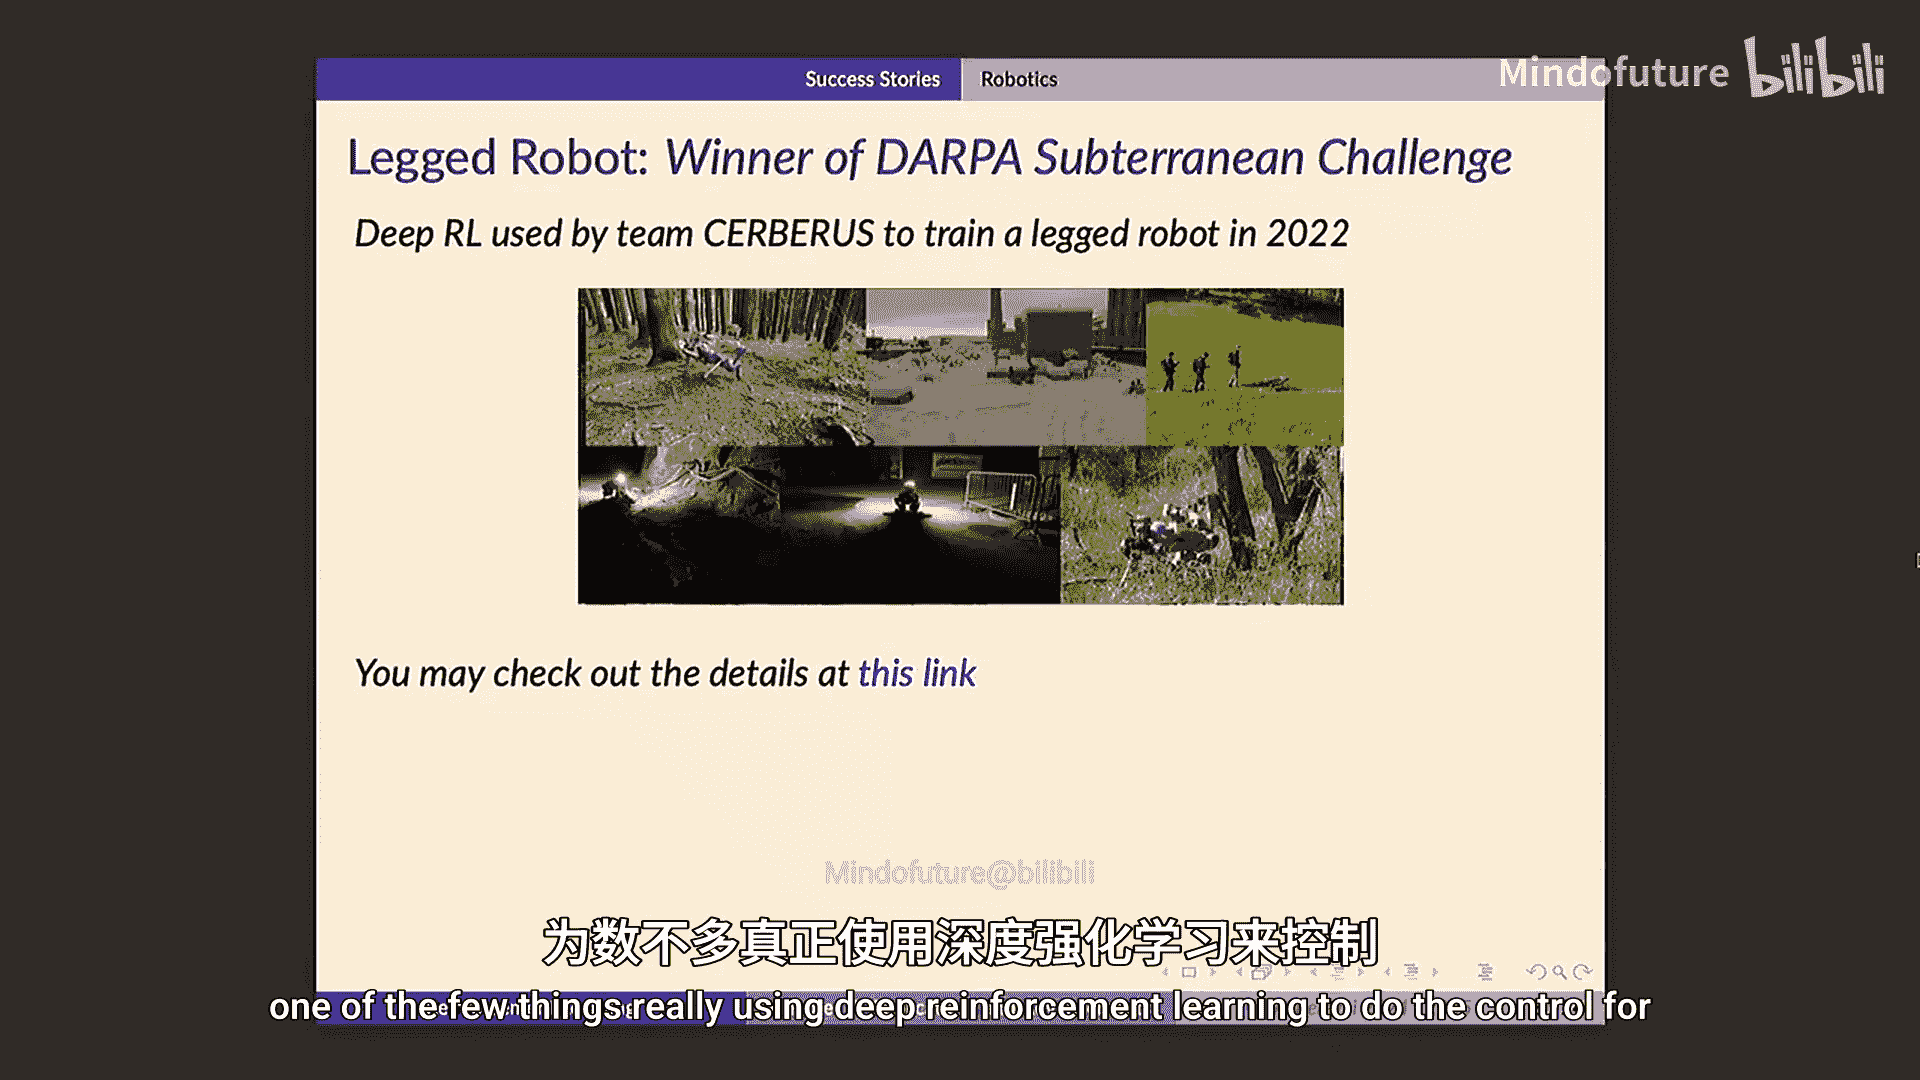 Success Stories
Robotics
Mindofuture bilibili
Legged Robot: Winner of DARPA Subterranean Challenge
Deep RL used by team CERBERUS to train a legged robot in 2022
You may check out the details at this link
Mindofuture@bilibili
为数不多真正使用深度强化学习来控制
one of the few things really using deep reinforcement learning to do the control for